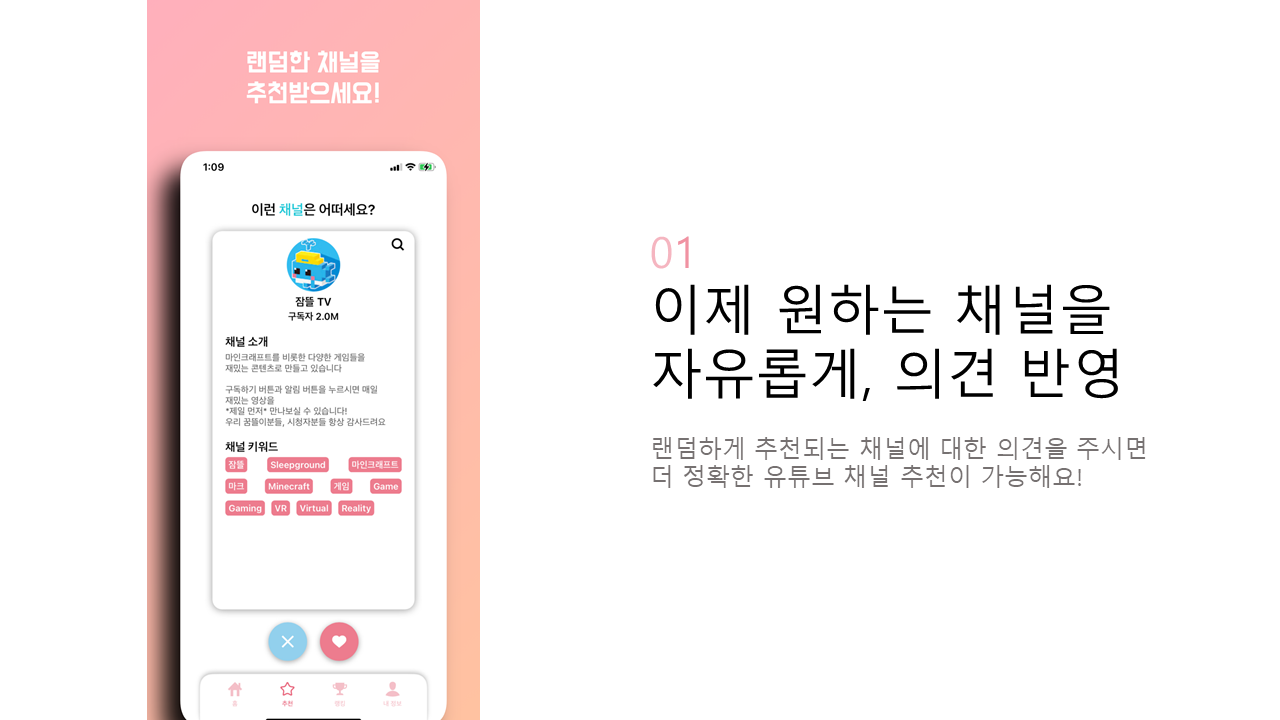 랜덤한 채널을
추천받으세요!
1:09
이런 채널은 어떠세요?
잠뜰 TV
구독자 2.0M
채널 소개
마인크래프트를 비롯한 다양한 게임들을
재밌는 콘텐츠로 만들고 있습니다
구독하기 버튼과 알림 버튼을 누르시면 매일
재밌는 영상을
*제일 먼저* 만나보실 수 있습니다!
우리 꿈뜰이분들, 시청자분들 항상 감사드려요
채널 키워드
잠뜰 Sleepground 마인크래프트
마크 Minecraft 게임 Game
Gaming VR Virtual Reality
홈 추천 랭킹 내 정보
01
이제 원하는 채널을
자유롭게, 의견 반영
랜덤하게 추천되는 채널에 대한 의견을 주시면
더 정확한 유튜브 채널 추천이 가능해요!